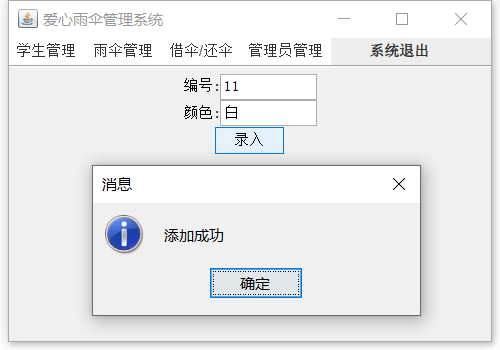 爱心雨伞管理系统
学生管理 雨伞管理 借伞/还伞 管理员管理 系统退出
编号: 11
颜色: 白
录入
消息
添加成功
确定